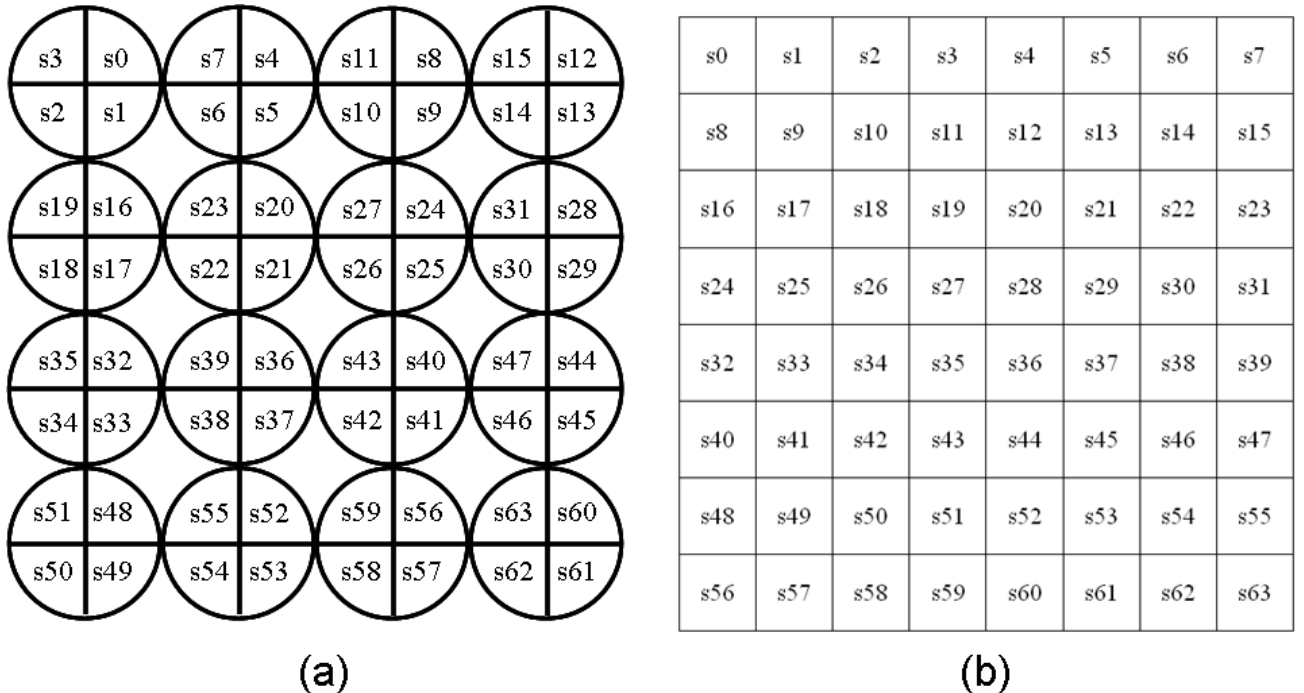 s3 s0 s7 s4 s11 s8 s15 s12
s2 s1 s6 s5 s10 s9 s14 s13
s19 s16 s23 s20 s27 s24 s31 s28
s18 s17 s22 s21 s26 s25 s30 s29
s35 s32 s39 s36 s43 s40 s47 s44
s34 s33 s38 s37 s42 s41 s46 s45
s51 s48 s55 s52 s59 s56 s63 s60
s50 s49 s54 s53 s58 s57 s62 s61
(a)
s0 s1 s2 s3 s4 s5 s6 s7
s8 s9 s10 s11 s12 s13 s14 s15
s16 s17 s18 s19 s20 s21 s22 s23
s24 s25 s26 s27 s28 s29 s30 s31
s32 s33 s34 s35 s36 s37 s38 s39
s40 s41 s42 s43 s44 s45 s46 s47
s48 s49 s50 s51 s52 s53 s54 s55
s56 s57 s58 s59 s60 s61 s62 s63
(b)